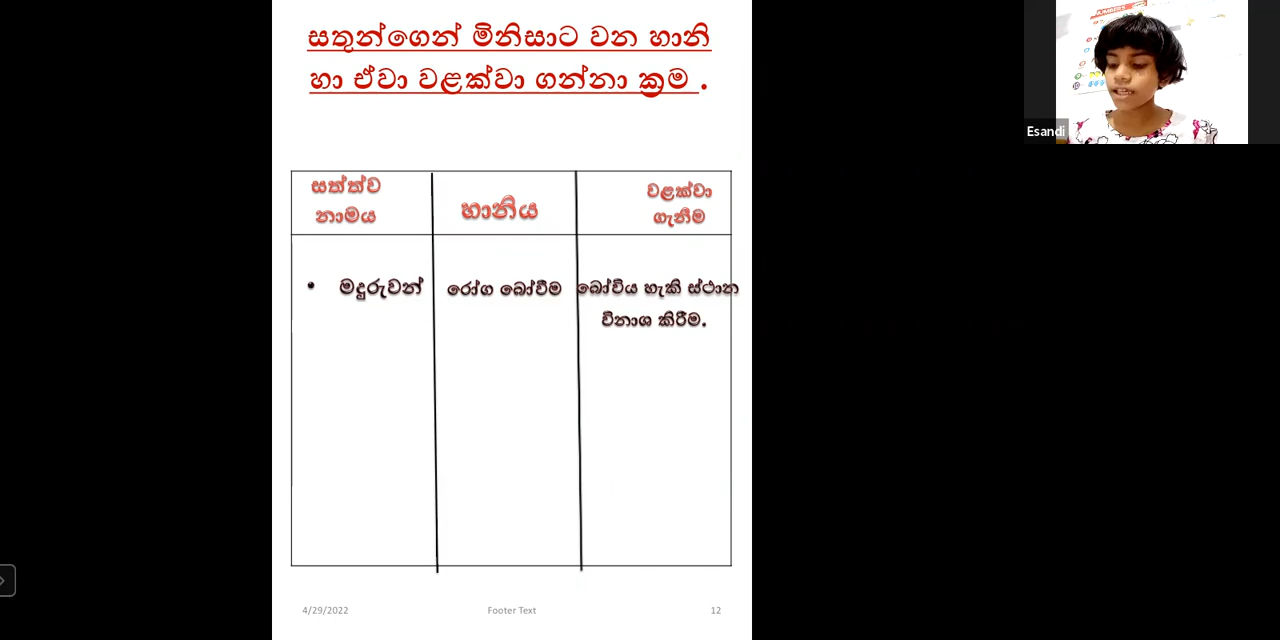 සතුන්ගෙන් මිනිසාට වන හානි
හා ඒවා වළක්වා ගන්නා ක්‍රම .
Esandi
සත්ත්ව
නාමය
හානිය
වළක්වා
ගැනීම
• මදුරුවන්
රෝග බෝවීම
බෝවිය හැකි ස්ථාන
විනාශ කිරීම.
4/29/2022
Footer Text
12